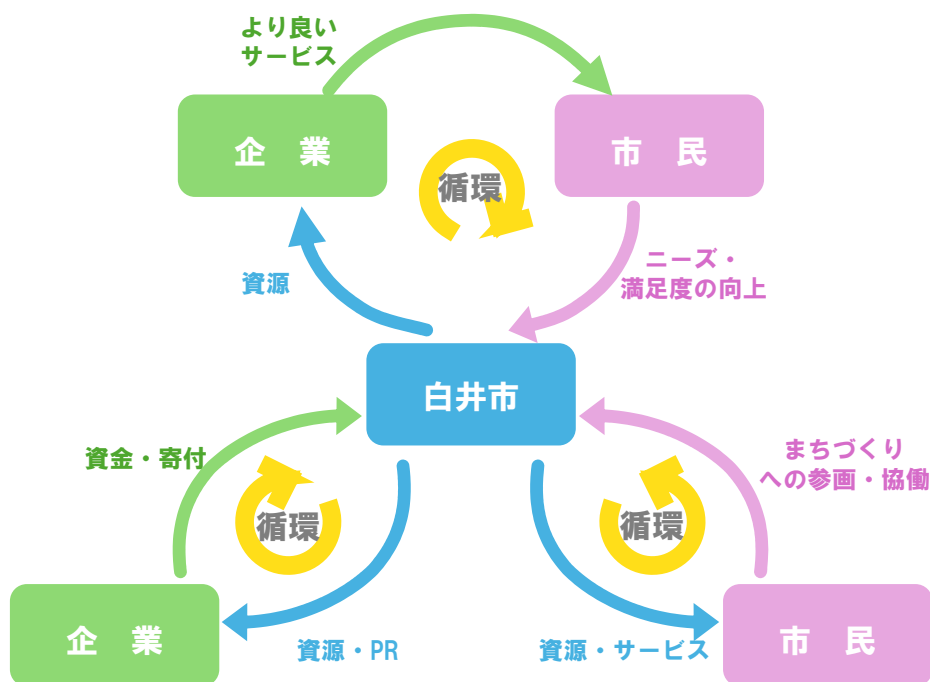 より良い
サービス
企　業
市　民
循環
資源
ニーズ・
満足度の向上
白井市
資金・寄付
まちづくり
への参画・協働
循環
循環
企　業
資源・PR
資源・サービス
市　民